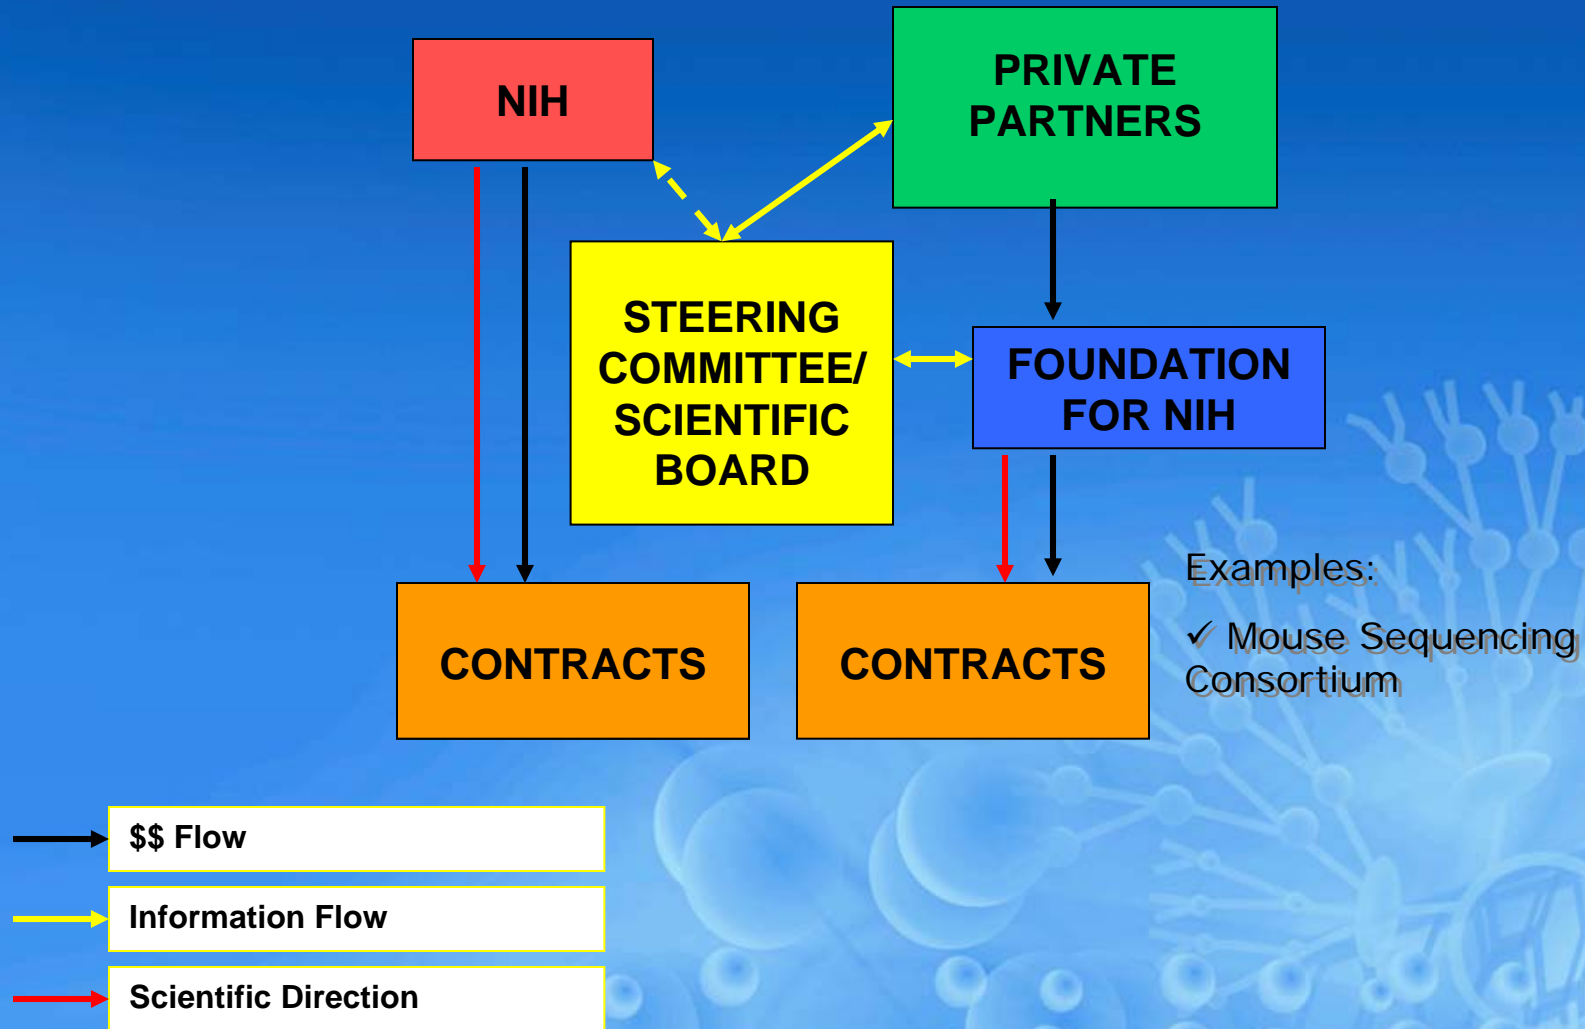 NIH
PRIVATE
PARTNERS
STEERING
COMMITTEE/
SCIENTIFIC
BOARD
FOUNDATION
FOR NIH
CONTRACTS
CONTRACTS
Examples:
✓ Mouse Sequencing
Consortium
$$ Flow
Information Flow
Scientific Direction